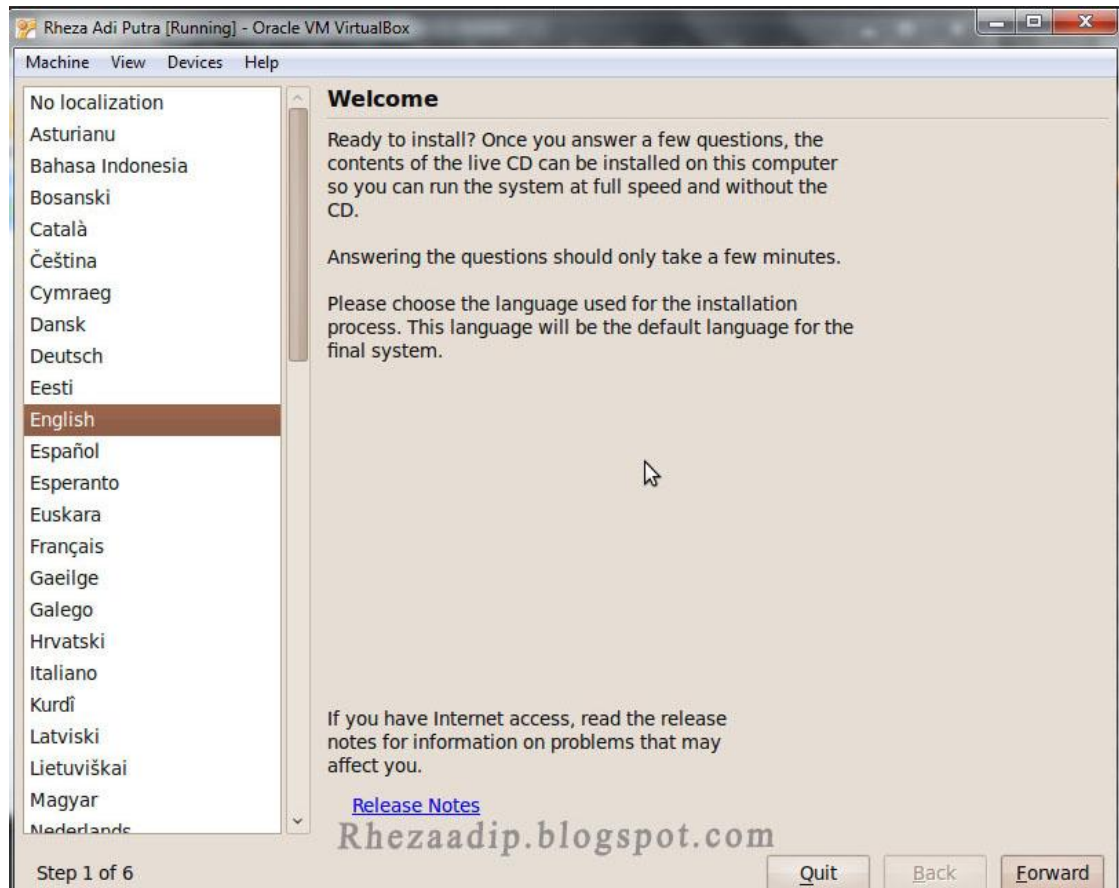 Rheza Adi Putra [Running] - Oracle VM VirtualBox
Machine View Devices Help
No localization
Asturianu
Bahasa Indonesia
Bosanski
Català
Čeština
Cymraeg
Dansk
Deutsch
Eesti
English
Español
Esperanto
Euskara
Français
Gaeilge
Galego
Hrvatski
Italiano
Kurdî
Latviski
Lietuviškai
Magyar
Nederlands
Welcome
Ready to install? Once you answer a few questions, the
contents of the live CD can be installed on this computer
so you can run the system at full speed and without the
CD.
Answering the questions should only take a few minutes.
Please choose the language used for the installation
process. This language will be the default language for the
final system.
If you have Internet access, read the release
notes for information on problems that may
affect you.
Release Notes
Rhezaadip.blogspot.com
Step 1 of 6
Quit Back Forward